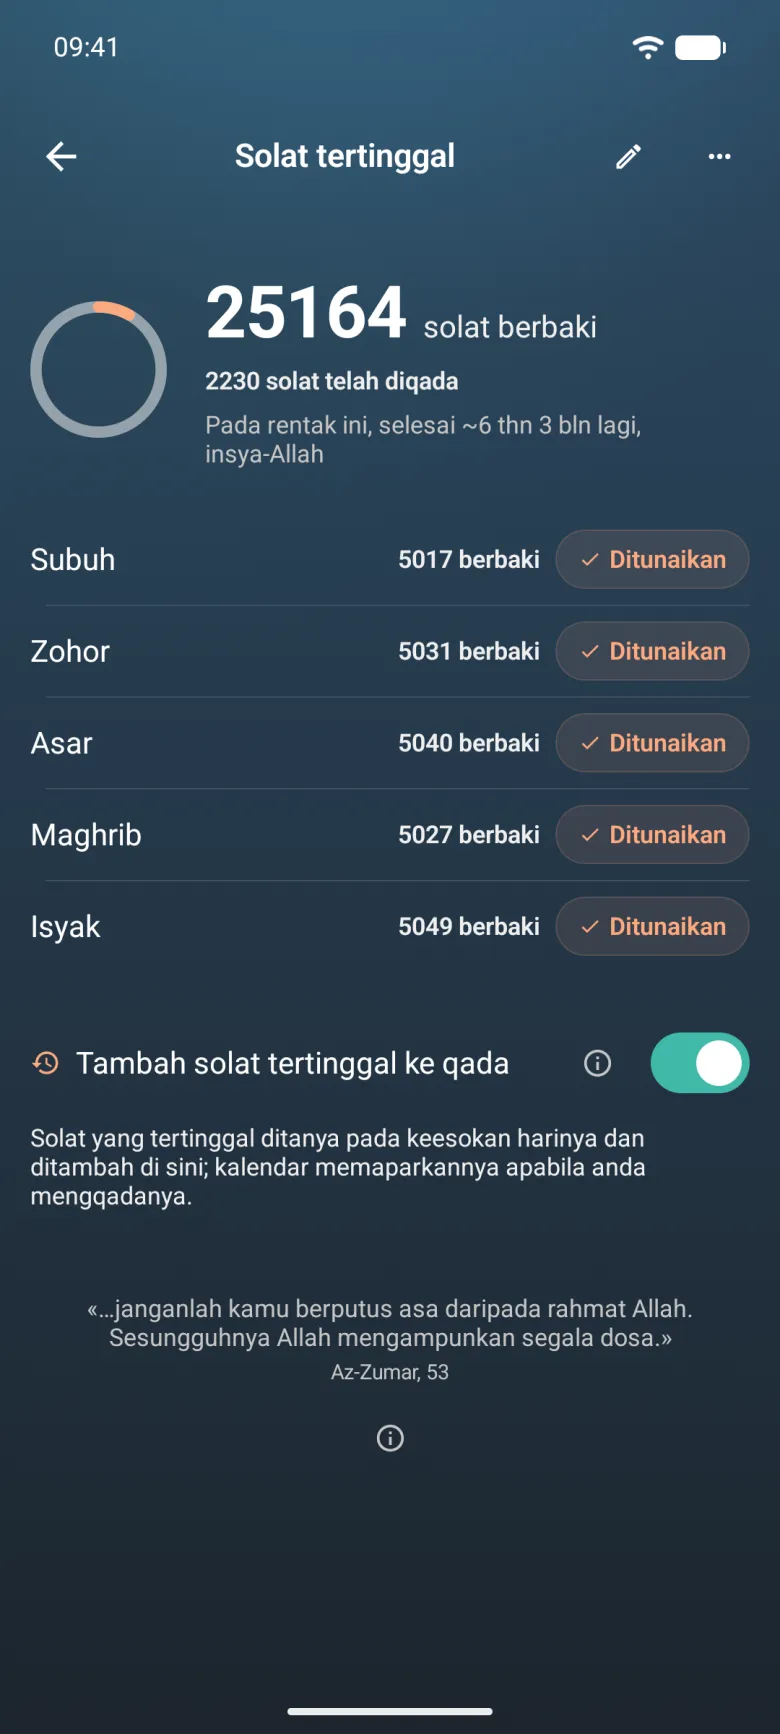 09:41
Solat tertinggal
25164 solat berbaki
2230 solat telah diqada
Pada rentak ini, selesai ~6 thn 3 bln lagi,
insya-Allah
Subuh 5017 berbaki Ditunaikan
Zohor 5031 berbaki Ditunaikan
Asar 5040 berbaki Ditunaikan
Maghrib 5027 berbaki Ditunaikan
Isyak 5049 berbaki Ditunaikan
Tambah solat tertinggal ke qada
Solat yang tertinggal ditanya pada keesokan harinya dan
ditambah di sini; kalendar memaparkannya apabila anda
mengqadanya.
«…janganlah kamu berputus asa daripada rahmat Allah.
Sesungguhnya Allah mengampunkan segala dosa.»
Az-Zumar, 53